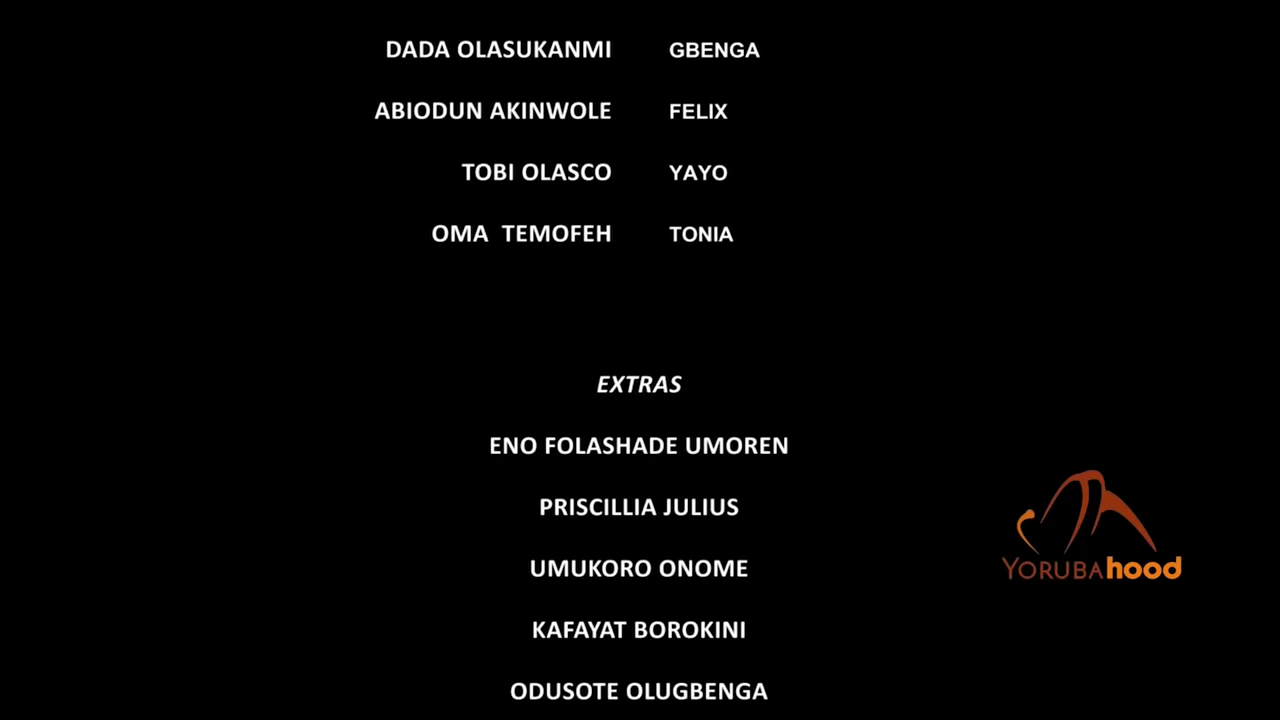 DADA OLASUKANMI GBENGA
ABIODUN AKINWOLE FELIX
TOBI OLASCO YAYO
OMA TEMOFEH TONIA
EXTRAS
ENO FOLASHADE UMOREN
PRISCILLIA JULIUS
UMUKORO ONOME
YORUBAhood
KAFAYAT BOROKINI
ODUSOTE OLUGBENGA